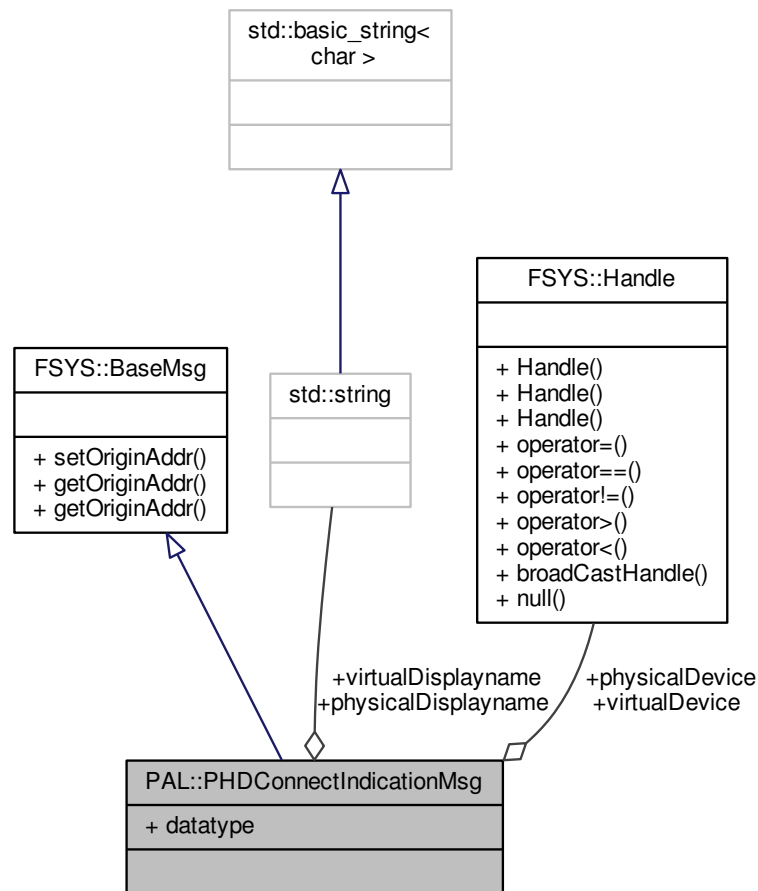 std::basic_string<
char >
FSYS::Handle
+ Handle()
+ Handle()
+ Handle()
+ operator=()
+ operator==()
+ operator!=()
+ operator>()
+ operator<()
+ broadCastHandle()
+ null()
FSYS::BaseMsg
+ setOriginAddr()
+ getOriginAddr()
+ getOriginAddr()
std::string
+virtualDisplayname
+physicalDisplayname
+physicalDevice
+virtualDevice
PAL::PHDConnectIndicationMsg
+ datatype